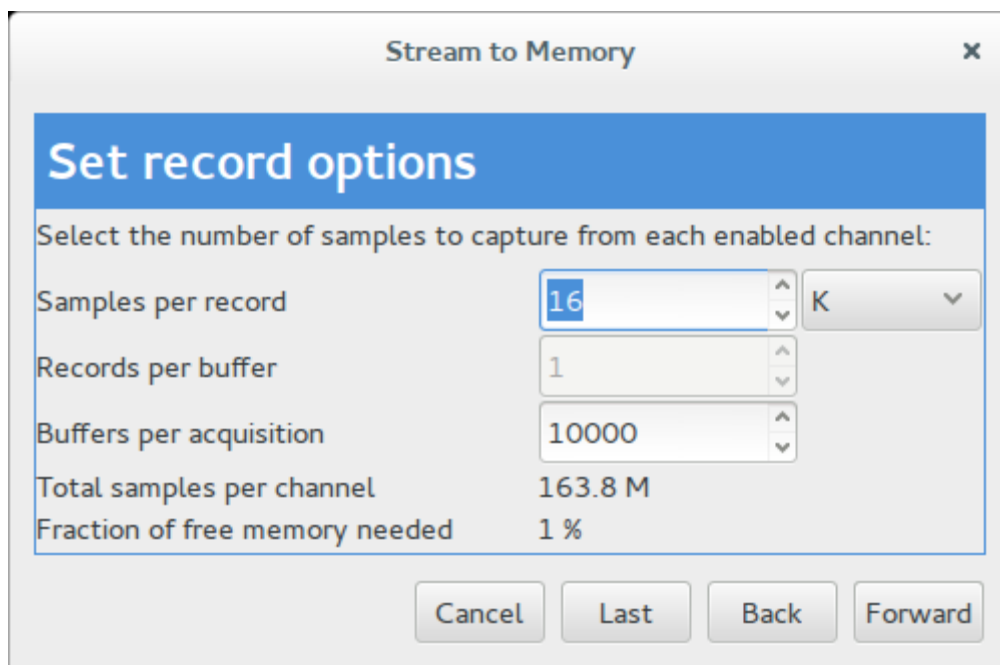 Stream to Memory
Set record options
Select the number of samples to capture from each enabled channel:
Samples per record 16 K
Records per buffer 1
Buffers per acquisition 10000
Total samples per channel 163.8 M
Fraction of free memory needed 1 %
Cancel Last Back Forward